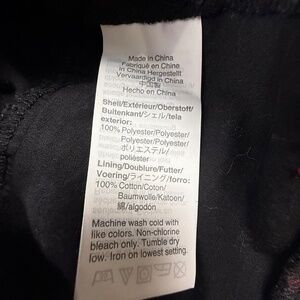 Made in China
Fabriqué en Chine
In China Hergestellt
Vervaardigd in China
中国製
Hecho en China
Shell/Extérieur/Oberstoff/
Buitenkant/シェル/tela
exterior:
100% Polyester/Polyester/
Polyester/Polyester/
ポリエステル/
poliéster
Lining/Doublure/Futter/
Voering/ライニング/forro:
100% Cotton/Coton/
Baumwolle/Katoen/
綿/algodón
Machine wash cold with
like colors. Non-chlorine
bleach only. Tumble dry
low. Iron on lowest setting.